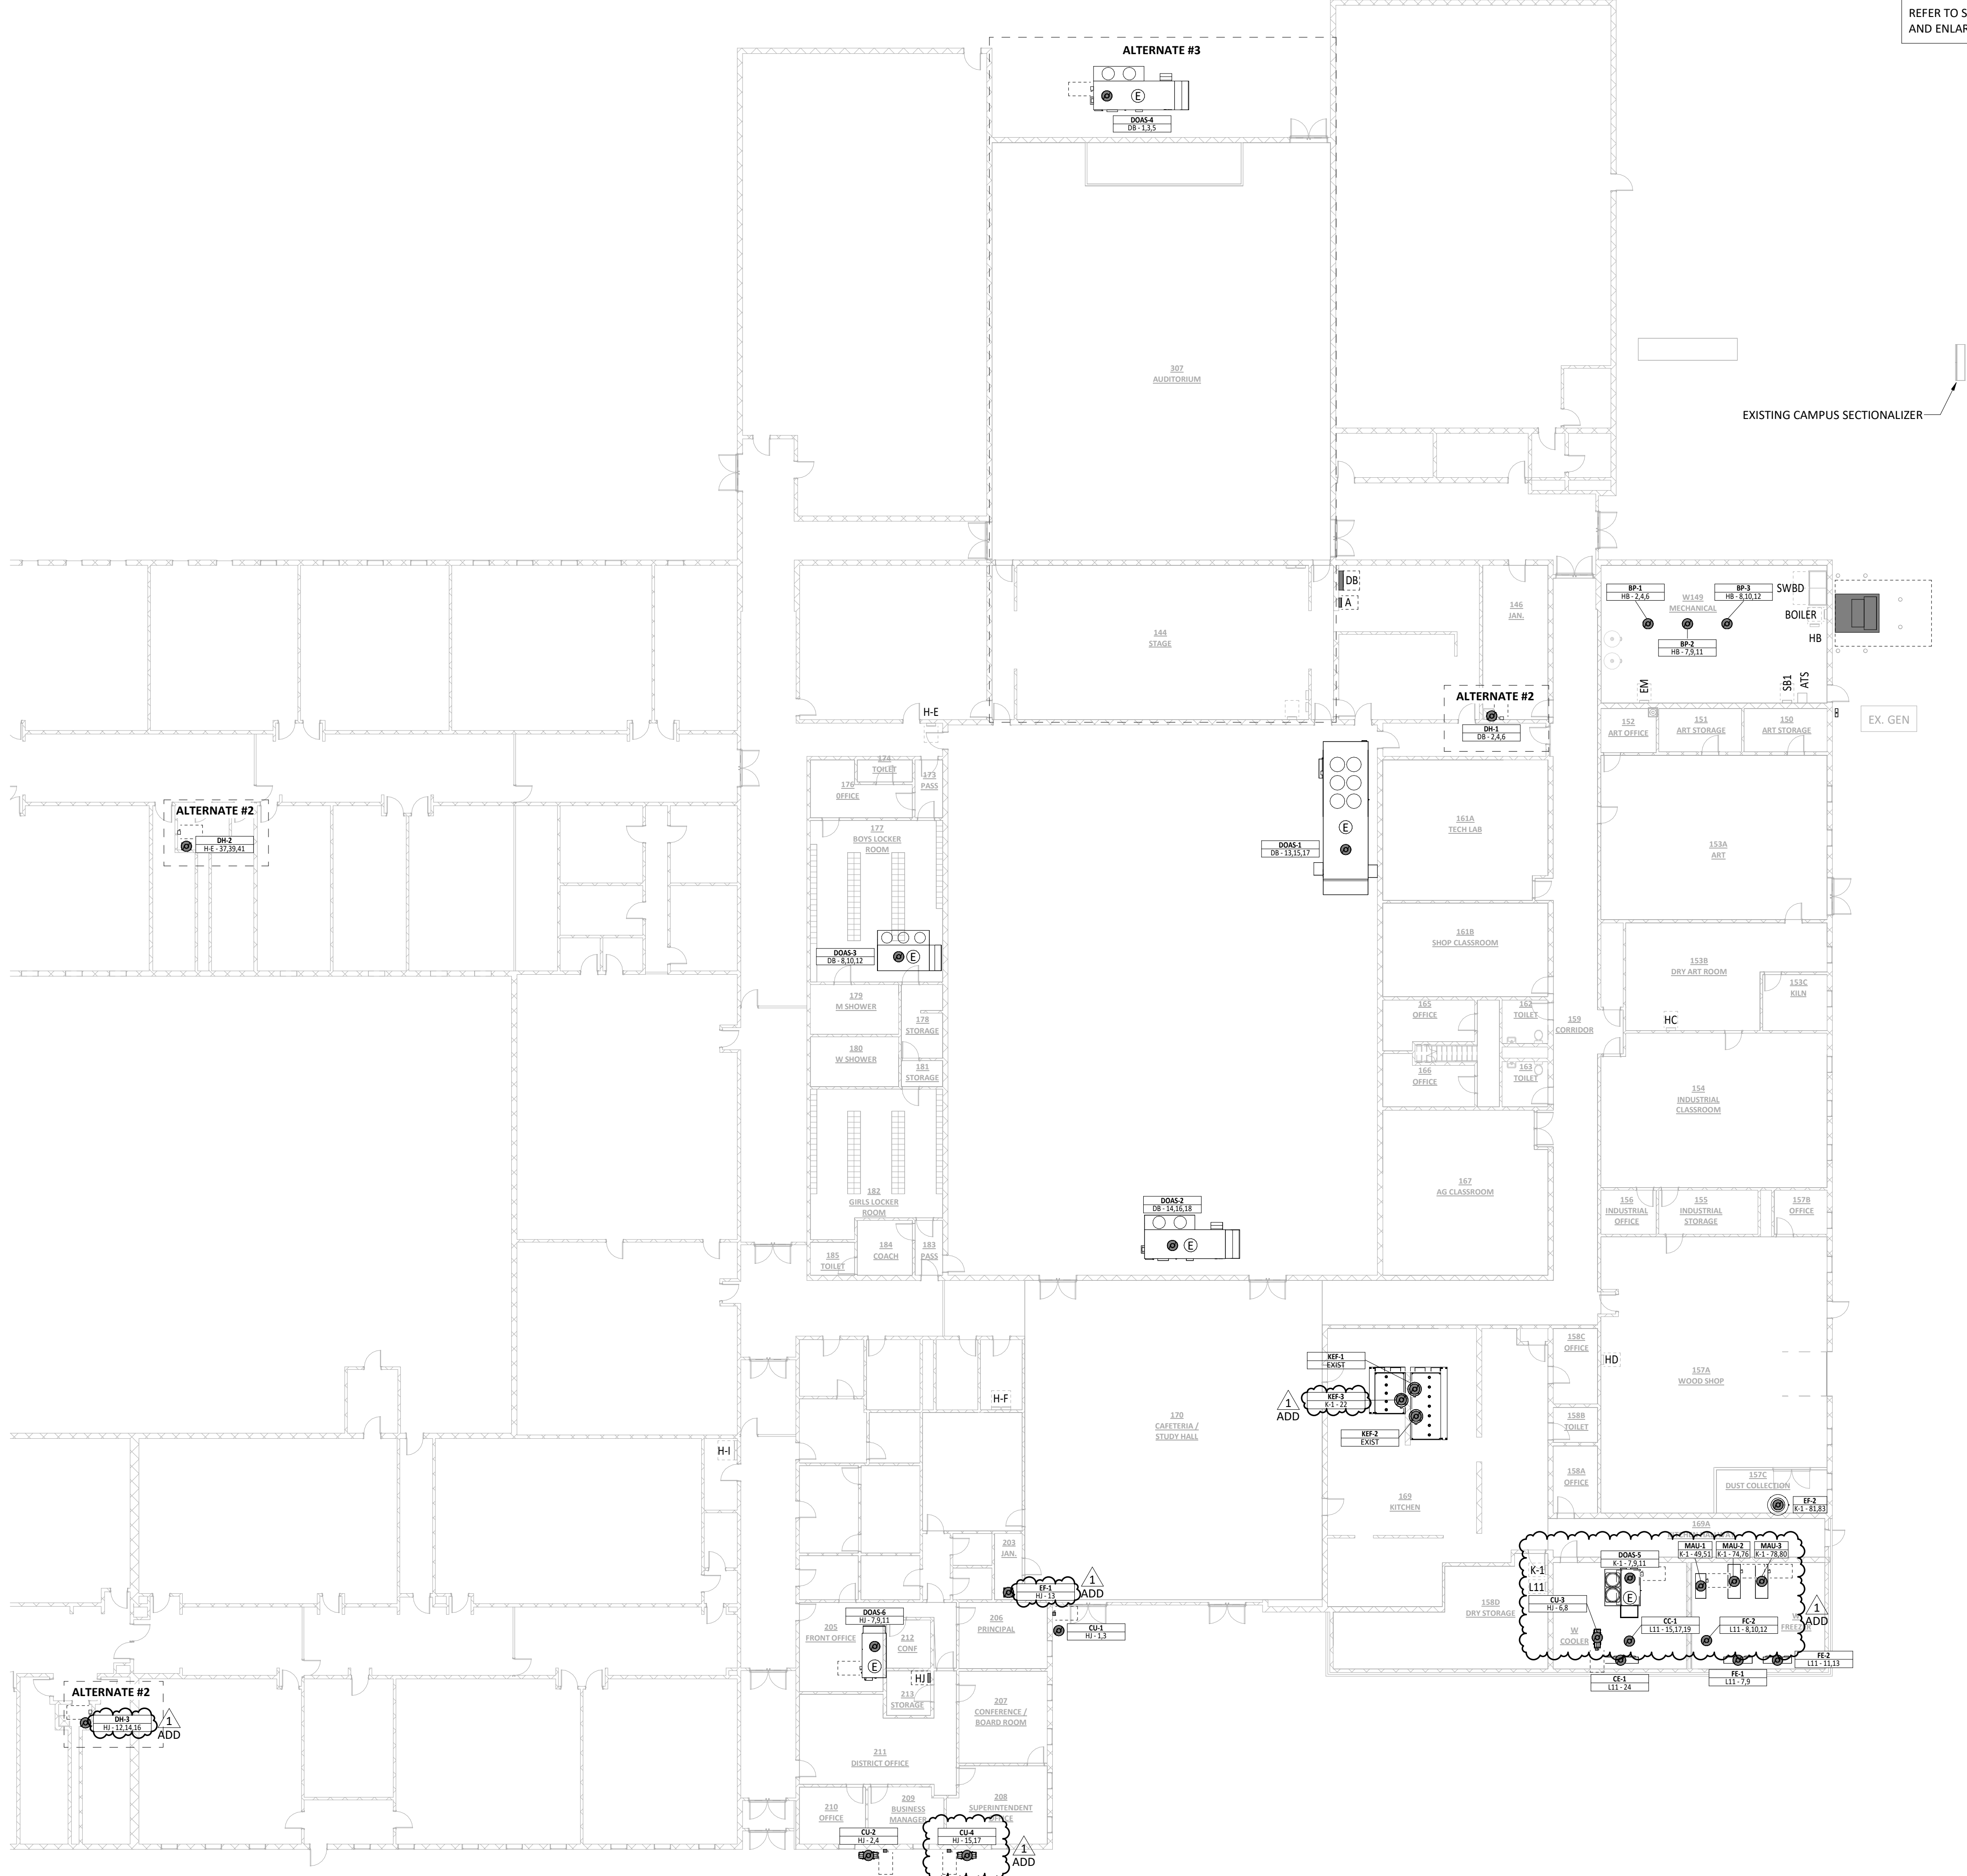 REFER TO S
AND ENLAR
ALTERNATE #3
E
DOAS-4
DB - 1,3,5
307
AUDITORIUM
EXISTING CAMPUS SECTIONALIZER
DB
A
144
STAGE
146
JAN.
BP-1
HB - 2,4,6
W149
MECHANICAL
BP-3
HB - 8,10,12
SWBD
BOILER
HB
BP-2
HB - 7,9,11
EM
SB1
ATS
EX. GEN
H-E
ALTERNATE #2
DH-1
DB - 2,4,6
152
ART OFFICE
151
ART STORAGE
150
ART STORAGE
174
TOILET
173
PASS
176
0FFICE
ALTERNATE #2
DH-2
H-E - 37,39,41
177
BOYS LOCKER
ROOM
E
DOAS-1
DB - 13,15,17
161A
TECH LAB
153A
ART
DOAS-3
DB - 8,10,12
E
161B
SHOP CLASSROOM
153B
DRY ART ROOM
153C
KILN
179
M SHOWER
178
STORAGE
165
OFFICE
162
TOILET
159
CORRIDOR
HC
180
W SHOWER
181
STORAGE
166
OFFICE
163
TOILET
154
INDUSTRIAL
CLASSROOM
182
GIRLS LOCKER
ROOM
167
AG CLASSROOM
DOAS-2
DB - 14,16,18
E
156
INDUSTRIAL
OFFICE
155
INDUSTRIAL
STORAGE
157B
OFFICE
184
COACH
183
PASS
185
TOILET
158C
OFFICE
HD
157A
WOOD SHOP
KEF-1
EXIST
KEF-3
K-1 - 22
1
ADD
KEF-2
EXIST
H-F
170
CAFETERIA /
STUDY HALL
158B
TOILET
H-I
158A
OFFICE
157C
DUST COLLECTION
169
KITCHEN
EF-2
K-1 - 81,83
169A
203
JAN.
MAU-1
K-1 - 49,51
MAU-2
K-1 - 74,76
MAU-3
K-1 - 78,80
DOAS-5
K-1 - 7,9,11
K-1
L11
E
EF-1
HJ - 13
1
ADD
158D
DRY STORAGE
CU-3
HJ - 6,8
CC-1
L11 - 15,17,19
FC-2
L11 - 8,10,12
1
ADD
W
COOLER
FREEZER
205
FRONT OFFICE
DOAS-6
HJ - 7,9,11
212
CONF
206
PRINCIPAL
CU-1
HJ - 1,3
FE-2
L11 - 11,13
CE-1
L11 - 24
FE-1
L11 - 7,9
E
HJ
213
STORAGE
207
CONFERENCE /
BOARD ROOM
ALTERNATE #2
DH-3
HJ - 12,14,16
1
ADD
211
DISTRICT OFFICE
210
OFFICE
209
BUSINESS
MANAGER
208
SUPERINTENDENT
CU-2
HJ - 2,4
CU-4
HJ - 15,17
1
ADD